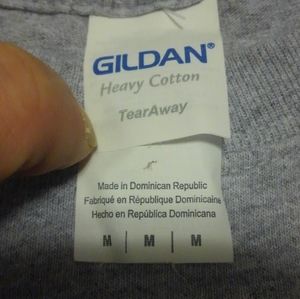 GILDAN®
Heavy Cotton
TearAway
Made in Dominican Republic
Fabriqué en République Dominicaine
Hecho en República Dominicana
M | M | M